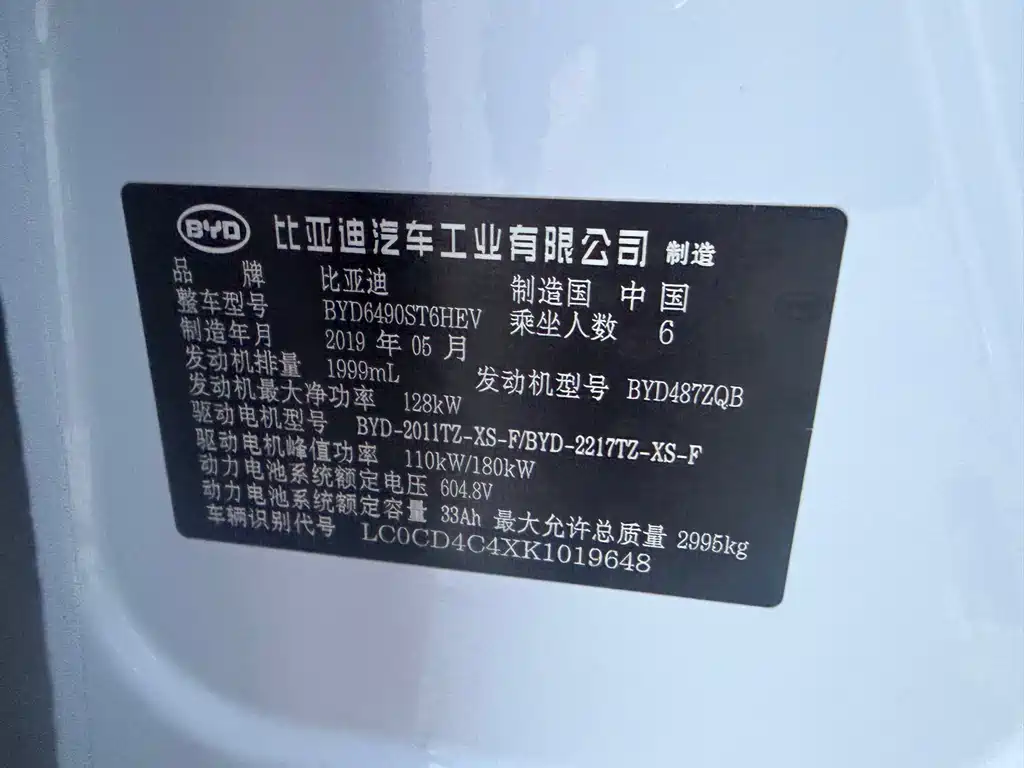 BYD 比亚迪汽车工业有限公司 制造
品牌 比亚迪 制造国 中国
整车型号 BYD6490ST6HEV 乘坐人数 6
制造年月 2019 年 05 月
发动机排量 1999mL 发动机型号 BYD487ZQB
发动机最大净功率 128kW
驱动电机型号 BYD-2011TZ-XS-F/BYD-2217TZ-XS-F
驱动电机峰值功率 110kW/180kW
动力电池系统额定电压 604.8V
动力电池系统额定容量 33Ah 最大允许总质量 2995kg
车辆识别代号 LC0CD4C4XK1019648